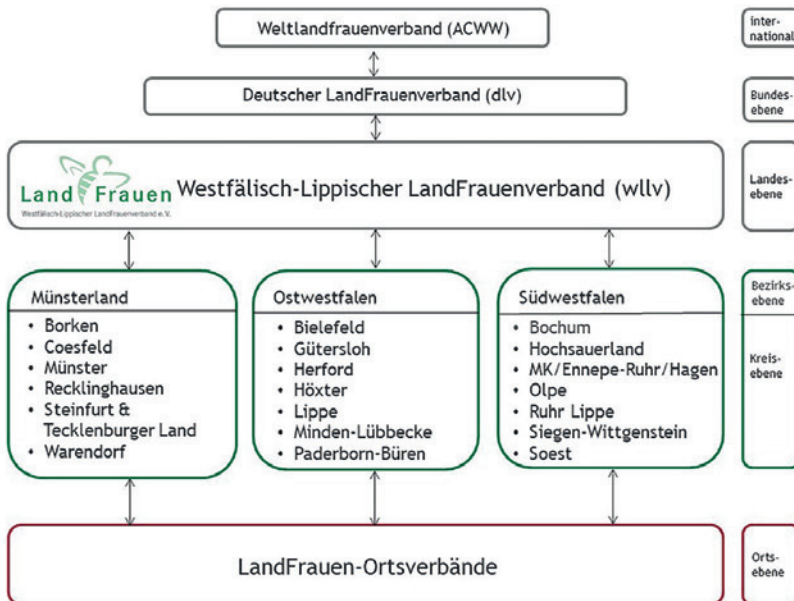 Weltlandfrauenverband (ACWW)
inter-
national
Deutscher LandFrauenverband (dlv)
Bundes-
ebene
Land Frauen
Westfälisch-Lippischer LandFrauenverband e.V.
Westfälisch-Lippischer LandFrauenverband (wllv)
Landes-
ebene
Münsterland
• Borken
• Coesfeld
• Münster
• Recklinghausen
• Steinfurt &
Tecklenburger Land
• Warendorf
Ostwestfalen
• Bielefeld
• Gütersloh
• Herford
• Höxter
• Lippe
• Minden-Lübbecke
• Paderborn-Büren
Südwestfalen
• Bochum
• Hochsauerland
• MK/Ennepe-Ruhr/Hagen
• Olpe
• Ruhr Lippe
• Siegen-Wittgenstein
• Soest
Bezirks-
ebene
Kreis-
ebene
LandFrauen-Ortsverbände
Orts-
ebene